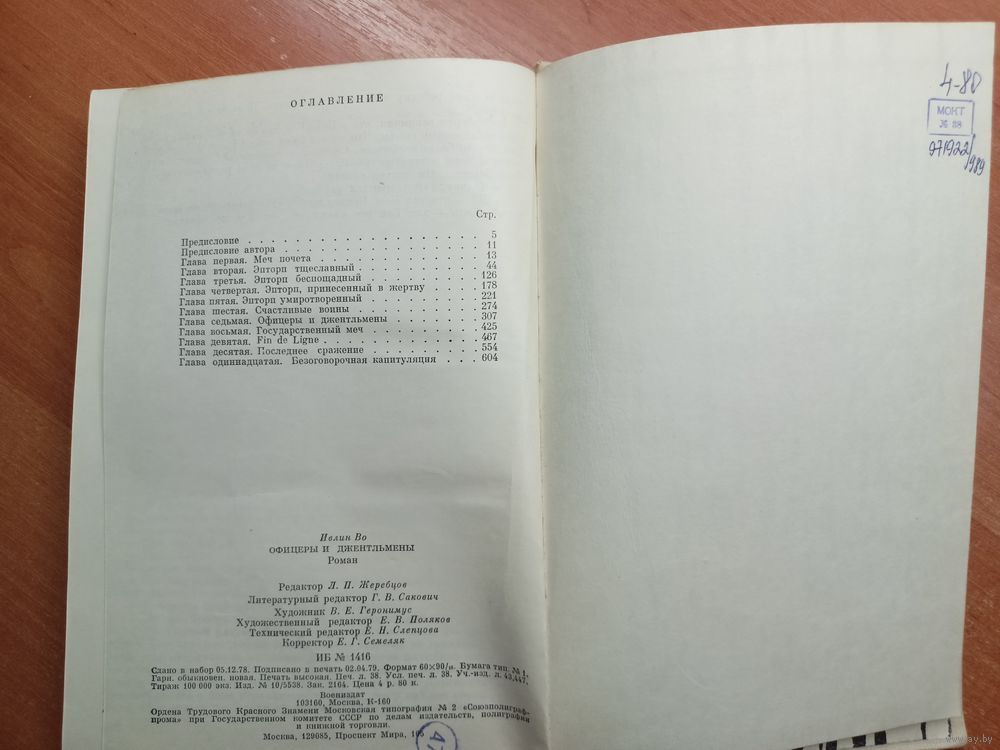 ОГЛАВЛЕНИЕ
Стр.
Предисловие . . . . . . . . . . . . . . . . . . . . 5
Предисловие автора . . . . . . . . . . . . . . . . . 11
Глава первая. Меч почета . . . . . . . . . . . . . . 13
Глава вторая. Эпторп тщеславный . . . . . . . . . . 44
Глава третья. Эпторп беспощадный . . . . . . . . . . 126
Глава четвертая. Эпторп, принесенный в жертву . . . . 178
Глава пятая. Эпторп умиротворенный . . . . . . . . . 221
Глава шестая. Счастливые воины . . . . . . . . . . . 274
Глава седьмая. Офицеры и джентльмены . . . . . . . . 307
Глава восьмая. Государственный меч . . . . . . . . . 425
Глава девятая. Fin de Ligne . . . . . . . . . . . . 467
Глава десятая. Последнее сражение . . . . . . . . . 554
Глава одиннадцатая. Безоговорочная капитуляция . . . 604
Ивлин Во
ОФИЦЕРЫ И ДЖЕНТЛЬМЕНЫ
Роман
Редактор Л. П. Жеребцов
Литературный редактор Г. В. Сакович
Художник В. Е. Геронимус
Художественный редактор Е. В. Поляков
Технический редактор Е. Н. Слепцова
Корректор Е. Г. Семеляк
ИБ № 1416
Сдано в набор 05.12.78. Подписано в печать 02.04.79. Формат 60×90/ Бумага тип. № 1.
Гарн. обыкновен. новая. Печать высокая. Печ. л. 38. Усл. печ. л. 38. Уч.-изд. л. 43,447.
Тираж 100 000 экз. Изд. № 10/5538. Зак. 2164. Цена 4 р. 80 к.
Воениздат
103160, Москва, К-160
Ордена Трудового Красного Знамени Московская типография № 2 «Союзполиграф-
прома» при Государственном комитете СССР по делам издательств, полиграфии
и книжной торговли.
Москва, 129085, Проспект Мира, 105
4-80
МОКТ
№ 88
971922/
1989
ay.by